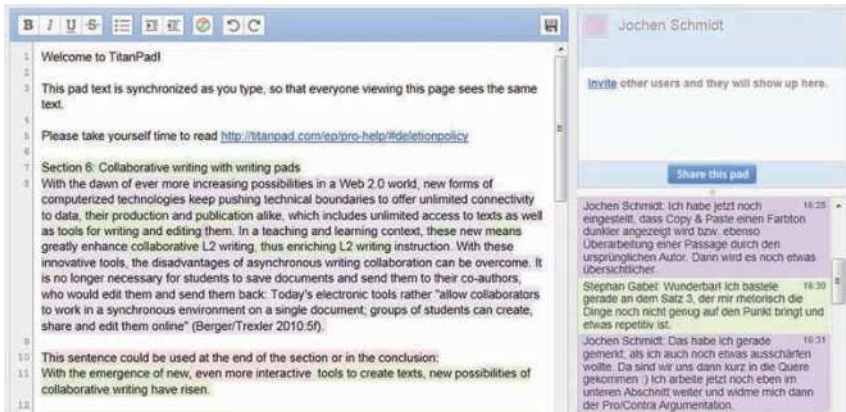 B I U S
Jochen Schmidt
1 Welcome to TitanPad!
2
3 This pad text is synchronized as you type, so that everyone viewing this page sees the same
text.
4
5 Please take yourself time to read http://titanpad.com/ep/pro-help/#deletionpolicy
6
7 Section 6: Collaborative writing with writing pads
8 With the dawn of ever more increasing possibilities in a Web 2.0 world, new forms of
computerized technologies keep pushing technical boundaries to offer unlimited connectivity
to data, their production and publication alike, which includes unlimited access to texts as well
as tools for writing and editing them. In a teaching and learning context, these new means
greatly enhance collaborative L2 writing, thus enriching L2 writing instruction. With these
innovative tools, the disadvantages of asynchronous writing collaboration can be overcome. It
is no longer necessary for students to save documents and send them to their co-authors,
who would edit them and send them back: Today's electronic tools rather "allow collaborators
to work in a synchronous environment on a single document; groups of students can create,
share and edit them online" (Berger/Trexler 2010:5f).
9
10 This sentence could be used at the end of the section or in the conclusion:
11 With the emergence of new, even more interactive tools to create texts, new possibilities of
collaborative writing have risen.
12
Invite other users and they will show up here.
Share this pad
Jochen Schmidt: Ich habe jetzt noch 16:25
eingestellt, dass Copy & Paste einen Farbton
dunkler angezeigt wird bzw. ebenso
Überarbeitung einer Passage durch den
ursprünglichen Autor. Dann wird es noch etwas
übersichtlicher.
Stephan Gabel: Wunderbar! Ich bastele 16:30
gerade an dem Satz 3, der mir rhetorisch die
Dinge noch nicht genug auf den Punkt bringt und
etwas repetitiv ist.
Jochen Schmidt: Das habe ich gerade 16:31
gemerkt, als ich auch noch etwas ausschärfen
wollte. Da sind wir uns dann kurz in die Quere
gekommen :) Ich arbeite jetzt noch eben im
unteren Abschnitt weiter und widme mich dann
der Pro/Contra Argumentation.